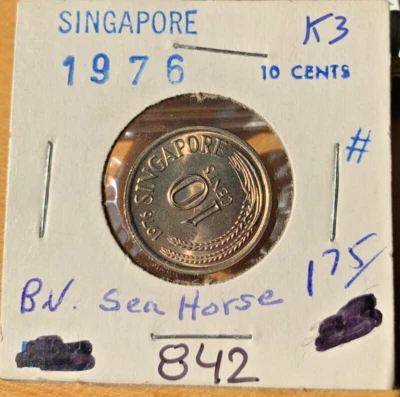 SINGAPORE K3
1976 10 CENTS
#
SINGAPORE
1976 10 CENTS
B.V. Sea Horse 175/
842